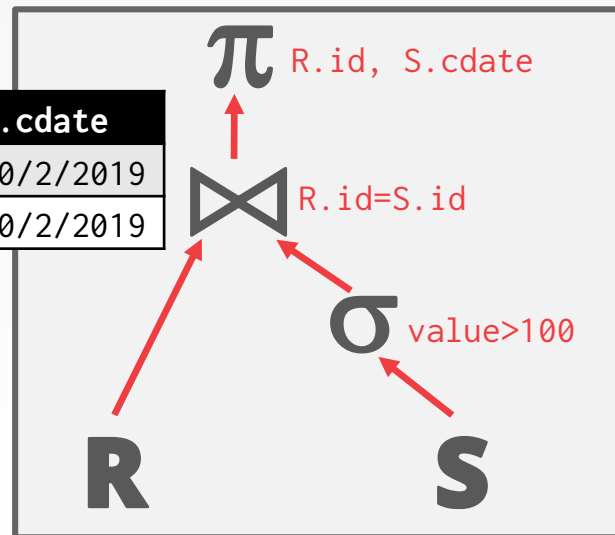 π R.id, S.cdate
.cdate
0/2/2019
⋈ R.id=S.id
0/2/2019
σ value>100
R S